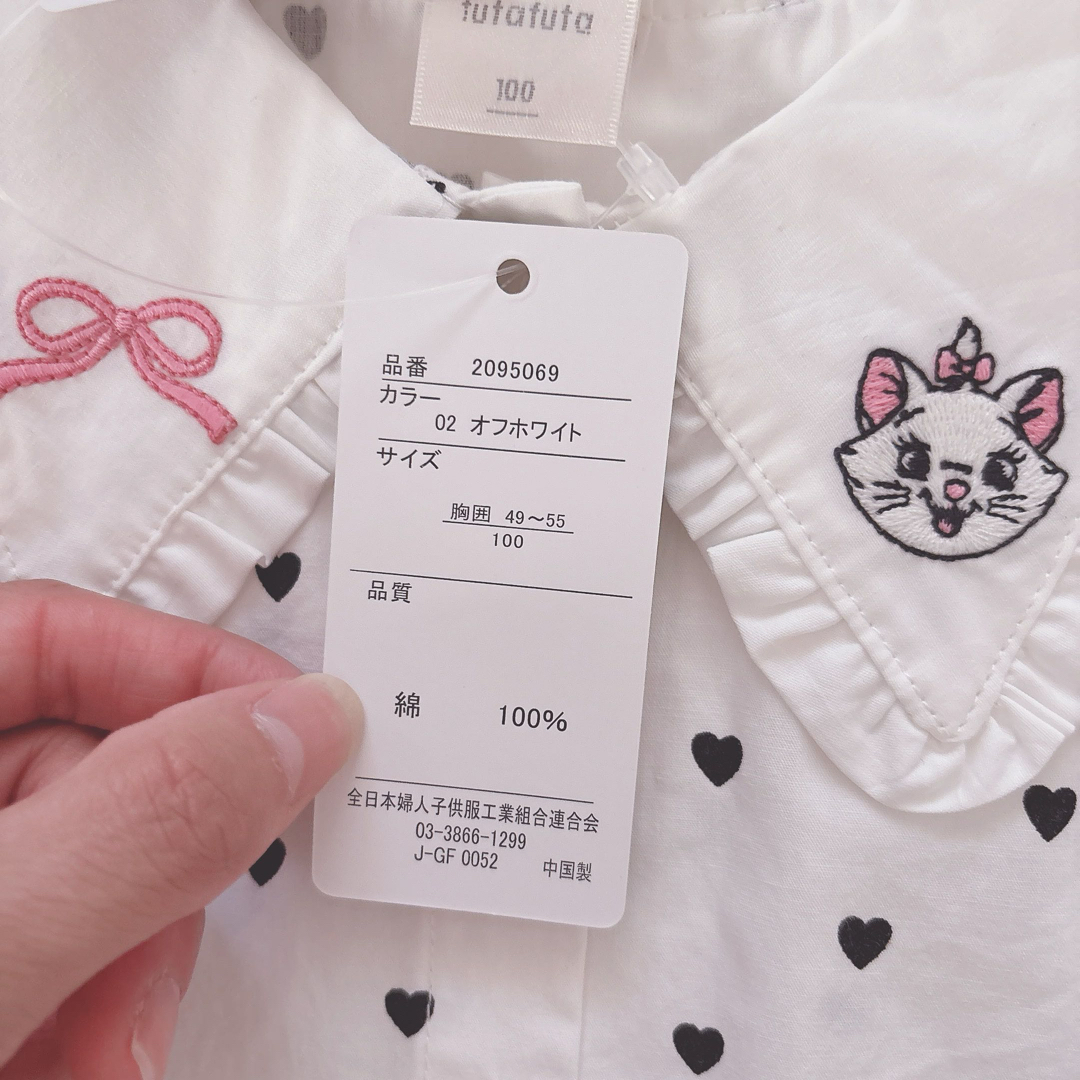 futafuta
100
品番 2095069
カラー
02 オフホワイト
サイズ
胸囲 49～55
100
品質
綿 100%
全日本婦人子供服工業組合連合会
03-3866-1299
J-GF 0052 中国製